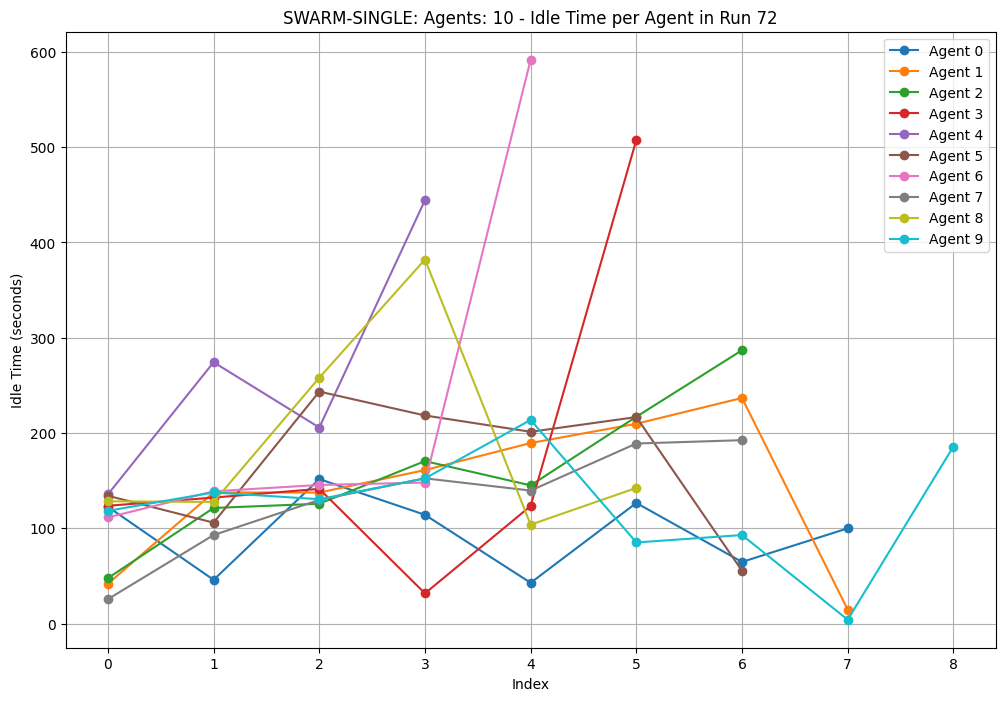 SWARM-SINGLE: Agents: 10 - Idle Time per Agent in Run 72
600
500
400
300
200
100
0
Idle Time (seconds)
0 1 2 3 4 5 6 7 8
Index
Agent 0
Agent 1
Agent 2
Agent 3
Agent 4
Agent 5
Agent 6
Agent 7
Agent 8
Agent 9